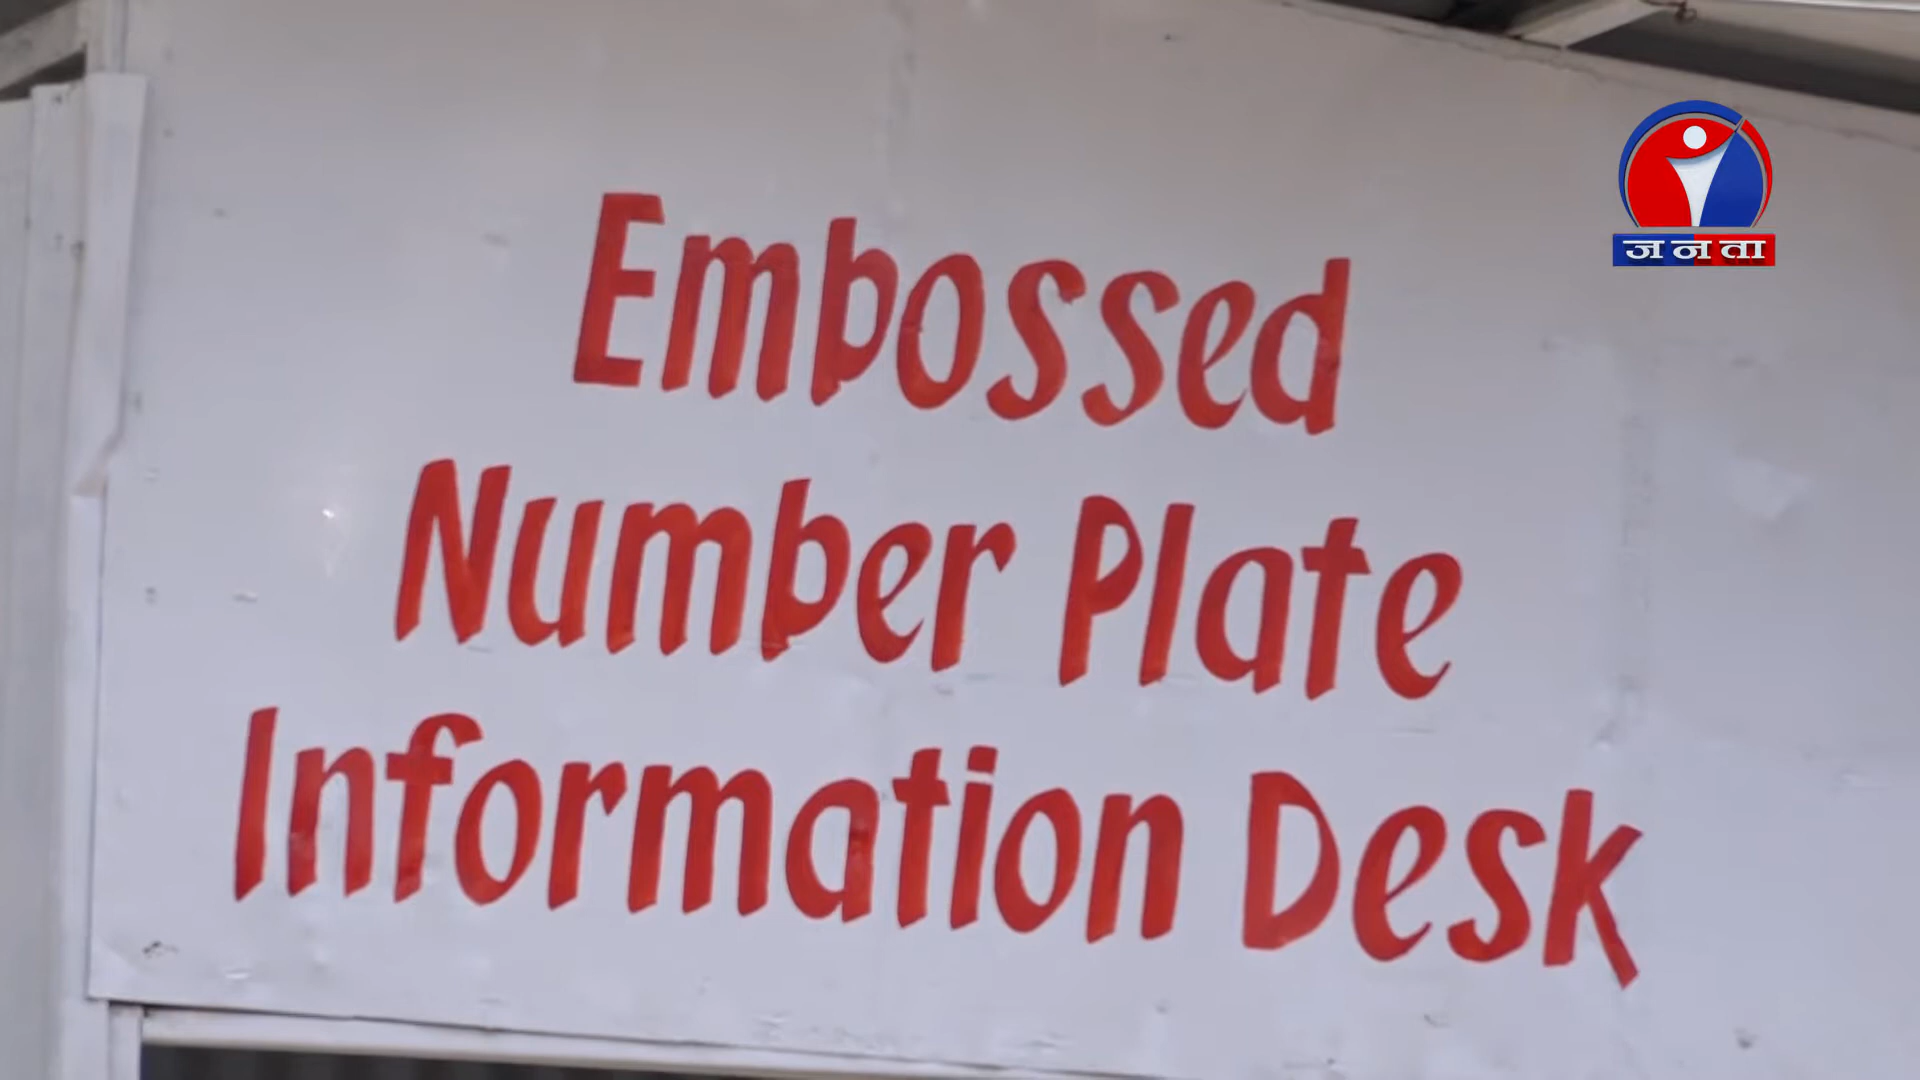 Embossed
Number Plate
Information Desk
जनता